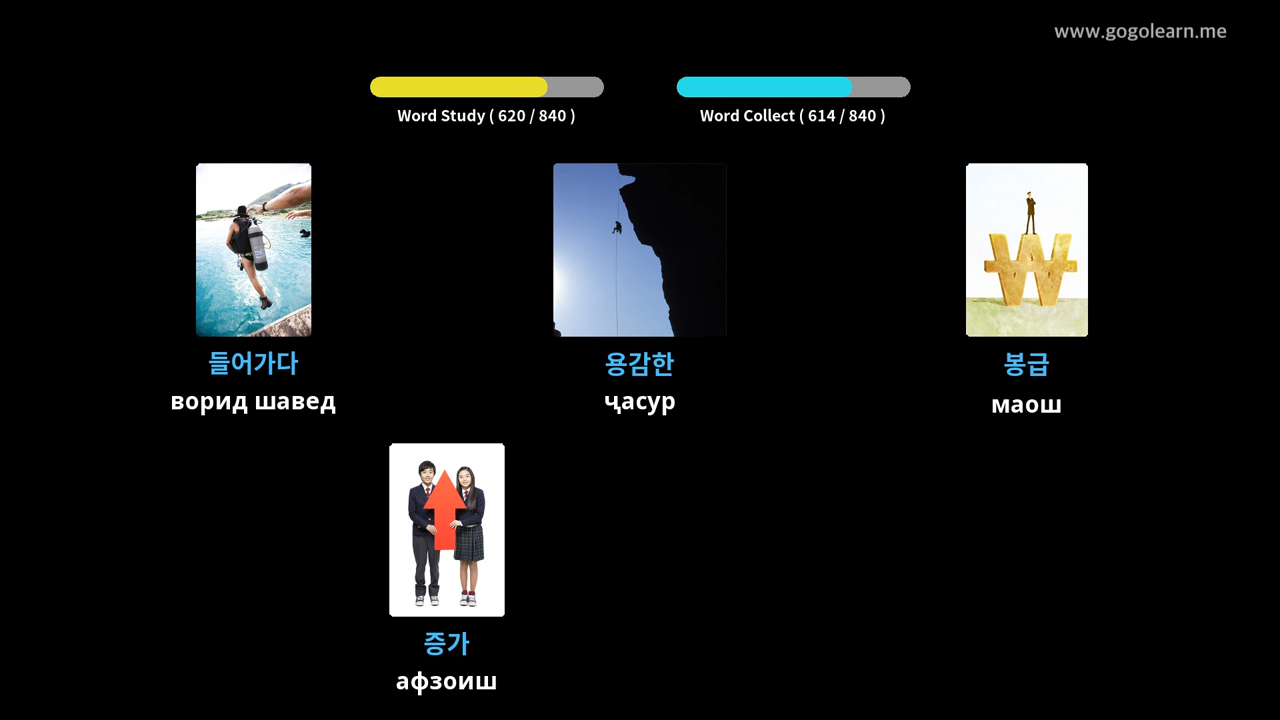 www.gogolearn.me
Word Study ( 620 / 840 )
Word Collect ( 614 / 840 )
들어가다
ворид шавед
용감한
ҷасур
봉급
маош
증가
афзоиш